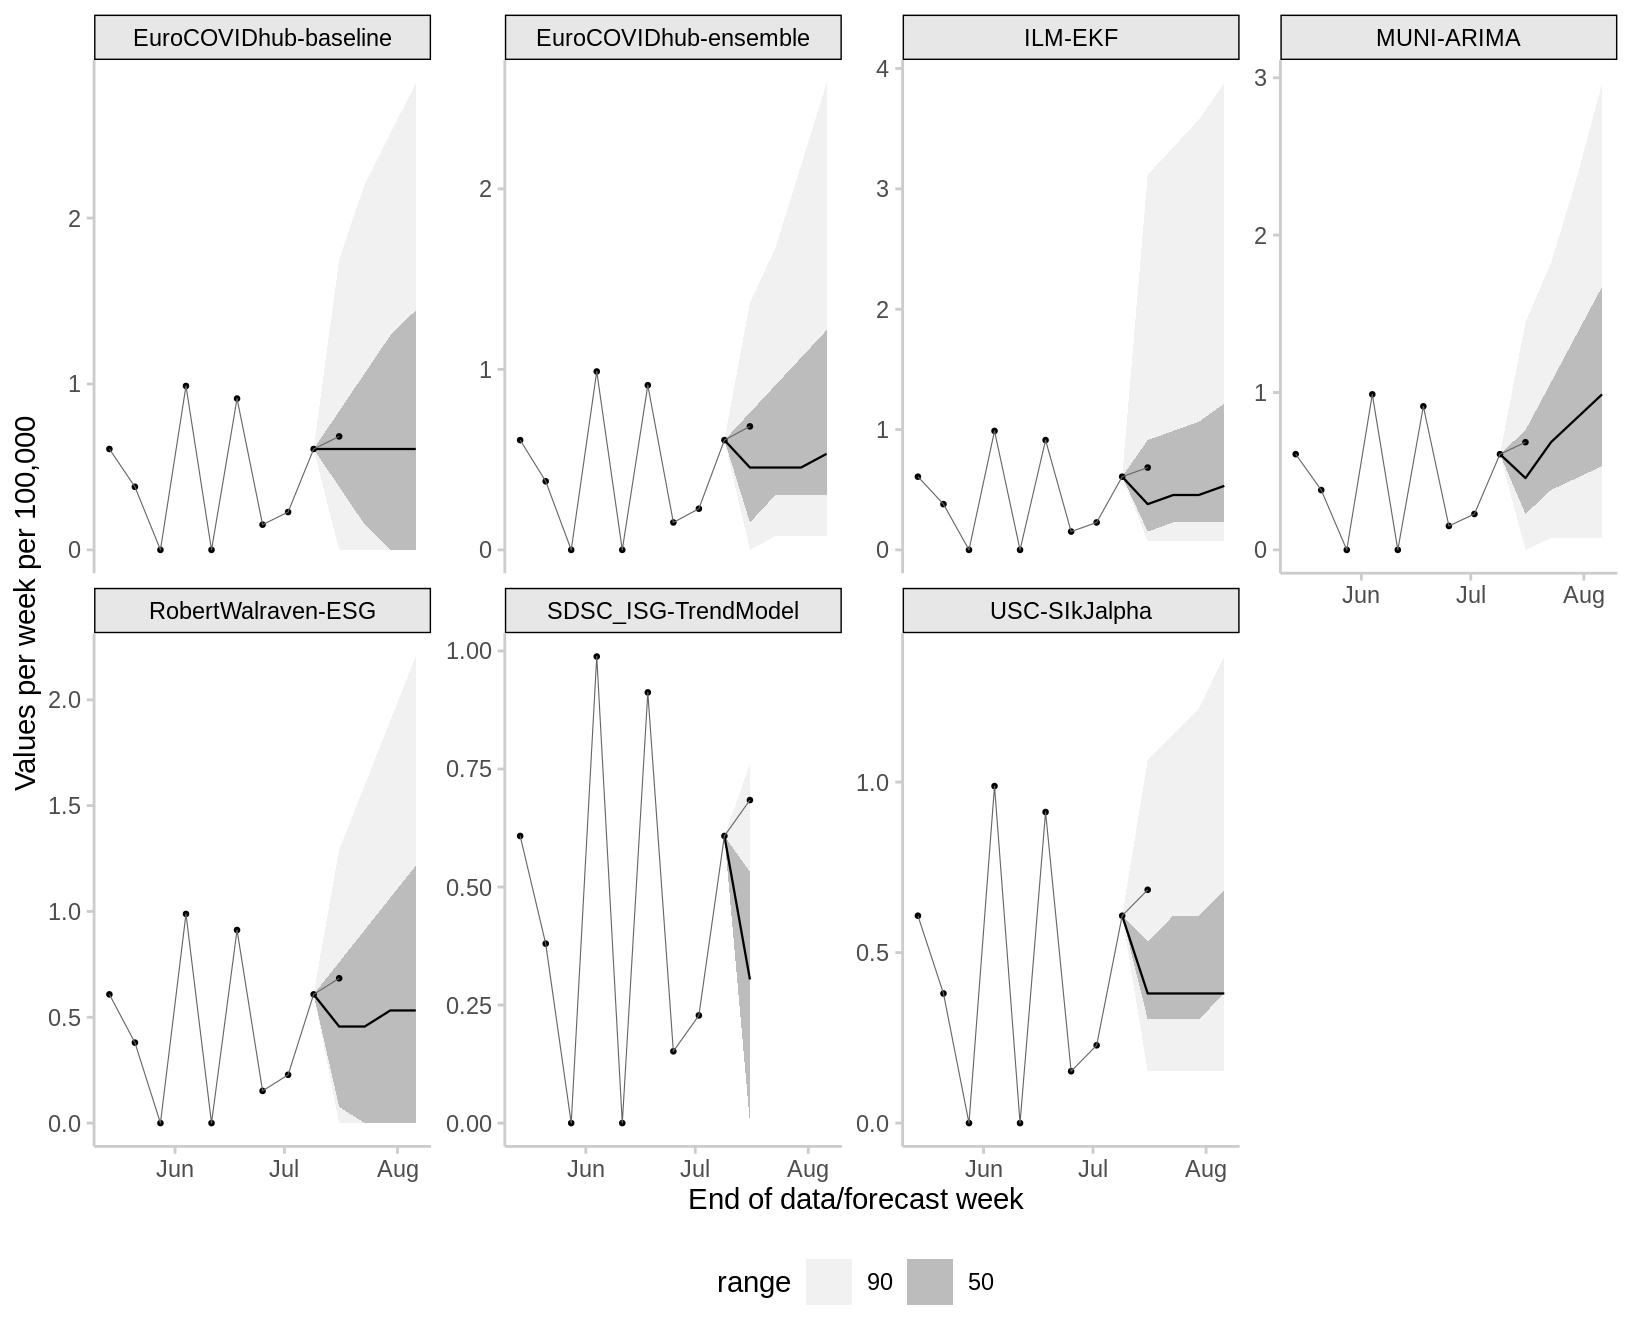 EuroCOVIDhub-baseline
EuroCOVIDhub-ensemble
ILM-EKF
MUNI-ARIMA
2
1
0
2
1
0
4
3
2
1
0
3
2
1
0
Jun
Jul
Aug
Values per week per 100,000
RobertWalraven-ESG
SDSC_ISG-TrendModel
USC-SIkJalpha
2.0
1.5
1.0
0.5
0.0
Jun
Jul
Aug
1.00
0.75
0.50
0.25
0.00
Jun
Jul
Aug
1.0
0.5
0.0
Jun
Jul
Aug
End of data/forecast week
range 90 50